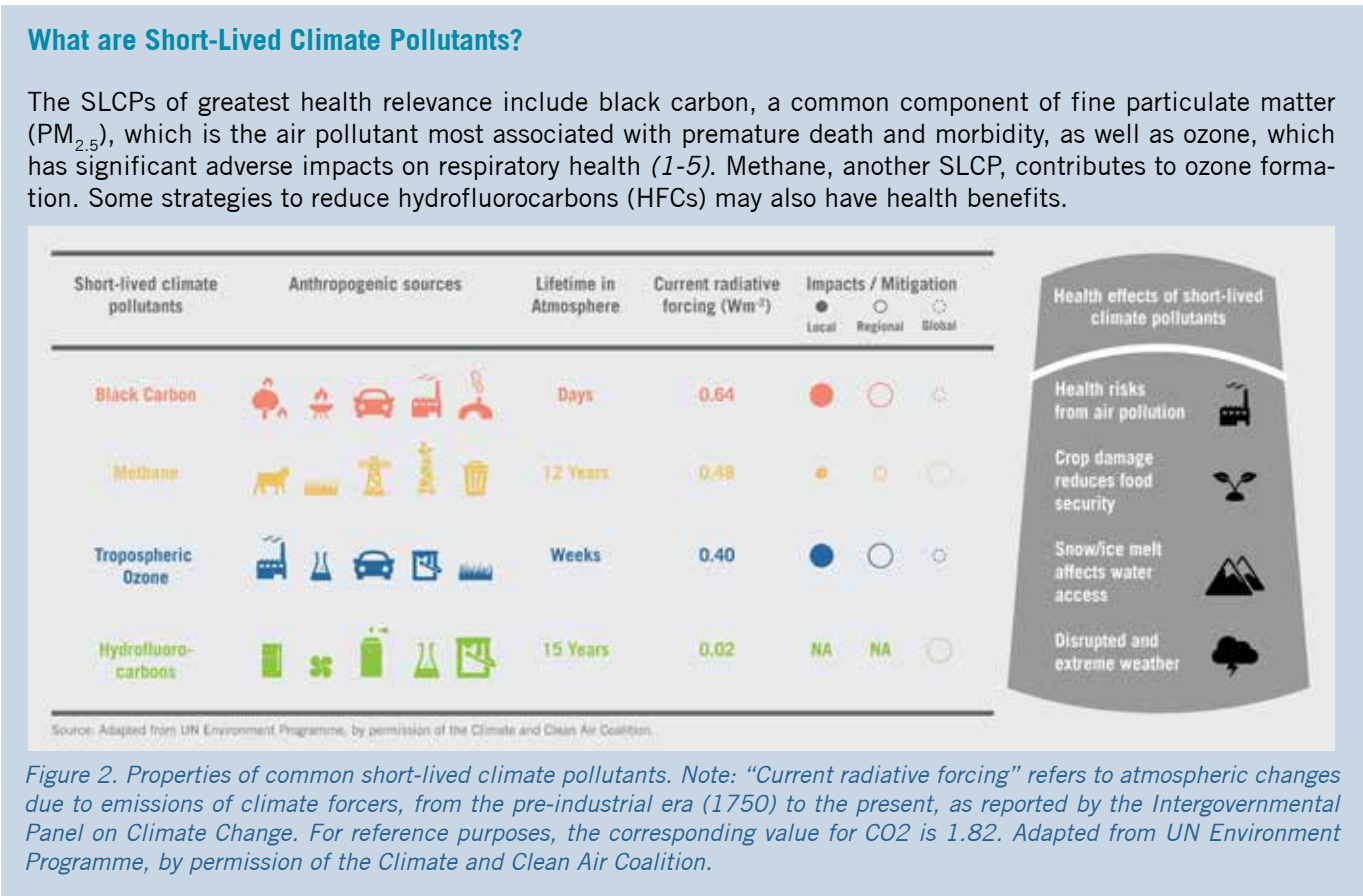 What are Short-Lived Climate Pollutants?
The SLCPs of greatest health relevance include black carbon, a common component of fine particulate matter
(PM2.5), which is the air pollutant most associated with premature death and morbidity, as well as ozone, which
has significant adverse impacts on respiratory health (1-5). Methane, another SLCP, contributes to ozone forma-
tion. Some strategies to reduce hydrofluorocarbons (HFCs) may also have health benefits.
Short-lived climate
pollutants
Anthropogenic sources
Lifetime in
Atmosphere
Current radiative
forcing (Wm-2)
Impacts / Mitigation
Local Regional Global
Black Carbon Days 0.64
Methane 12 Years 0.48
Tropospheric
Ozone
Weeks 0.40
Hydrofluoro-
carbons
15 Years 0.02 NA NA
Source: Adapted from UN Environment Programme, by permission of the Climate and Clean Air Coalition.
Health effects of short-lived
climate pollutants
Health risks
from air pollution
Crop damage
reduces food
security
Snow/ice melt
affects water
access
Disrupted and
extreme weather
Figure 2. Properties of common short-lived climate pollutants. Note: “Current radiative forcing” refers to atmospheric changes
due to emissions of climate forcers, from the pre-industrial era (1750) to the present, as reported by the Intergovernmental
Panel on Climate Change. For reference purposes, the corresponding value for CO2 is 1.82. Adapted from UN Environment
Programme, by permission of the Climate and Clean Air Coalition.